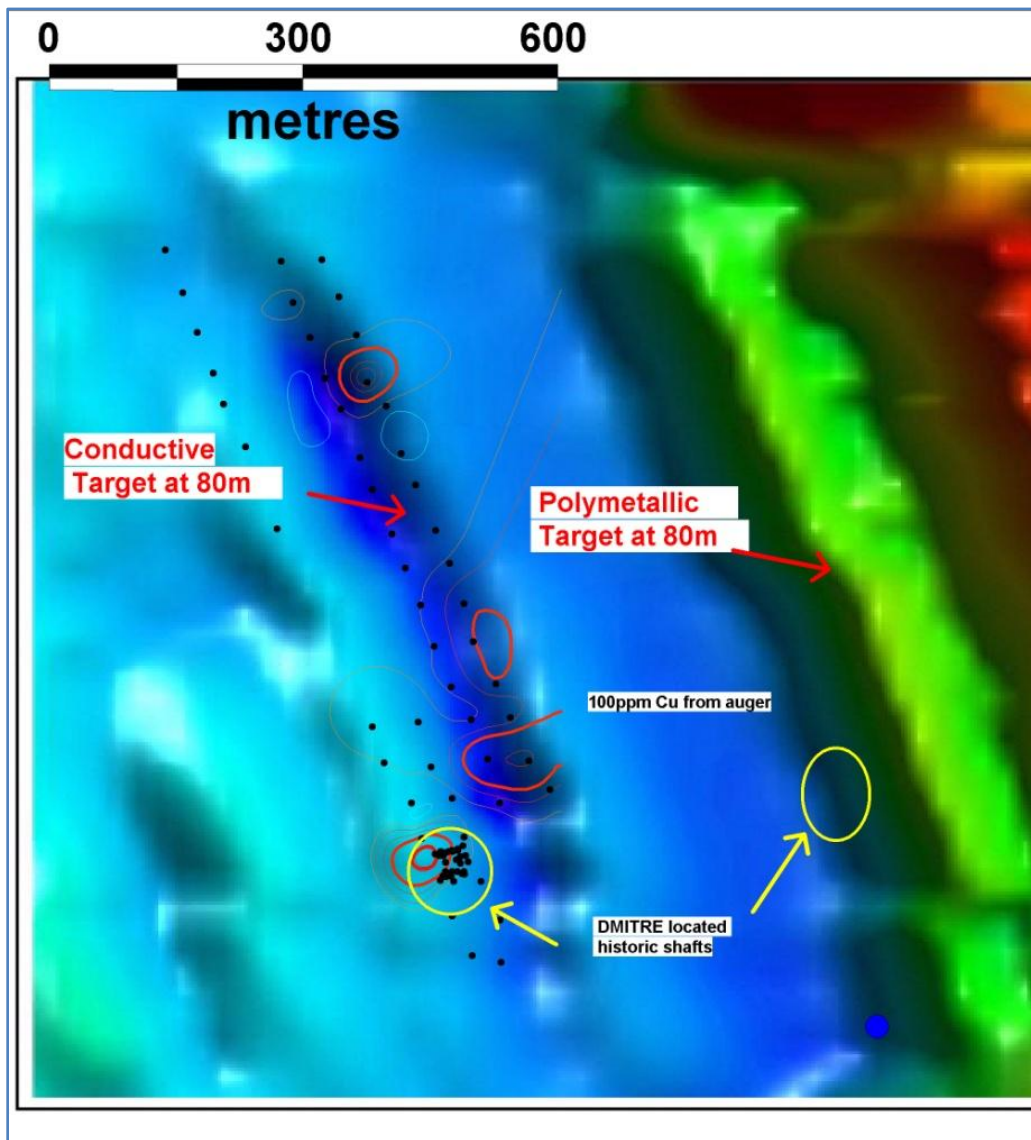 0 300 600
metres
Conductive
Target at 80m
Polymetallic
Target at 80m
100ppm Cu from auger
DMITRE located
historic shafts